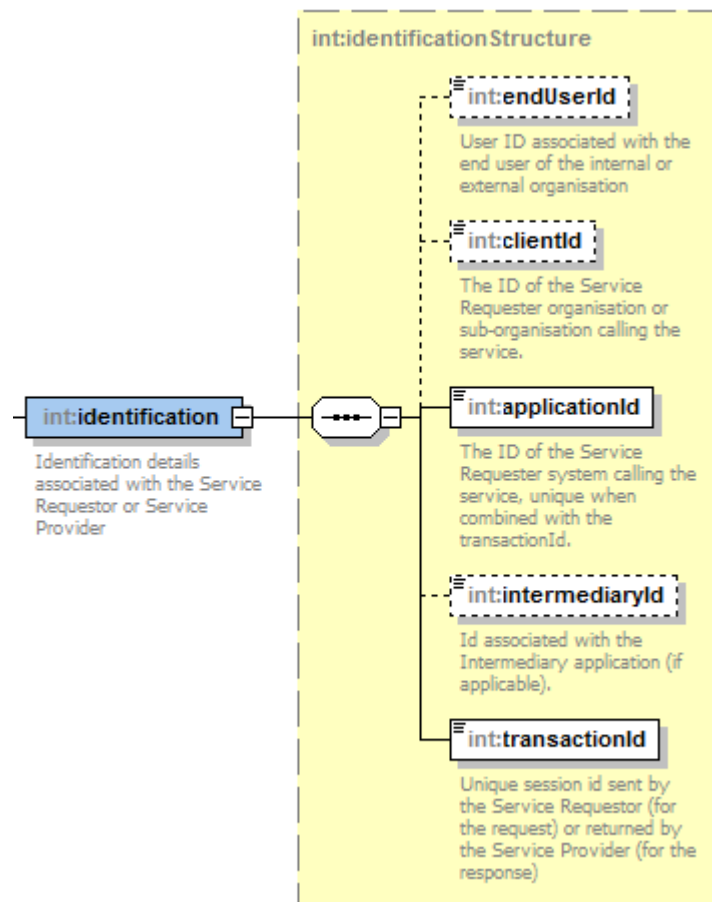 int:identificationStructure
int:endUserId
User ID associated with the
end user of the internal or
external organisation
int:clientId
The ID of the Service
Requester organisation or
sub-organisation calling the
service.
int:identification
Identification details
associated with the Service
Requestor or Service
Provider
int:applicationId
The ID of the Service
Requester system calling the
service, unique when
combined with the
transactionId.
int:intermediaryId
Id associated with the
Intermediary application (if
applicable).
int:transactionId
Unique session id sent by
the Service Requestor (for
the request) or returned by
the Service Provider (for the
response)